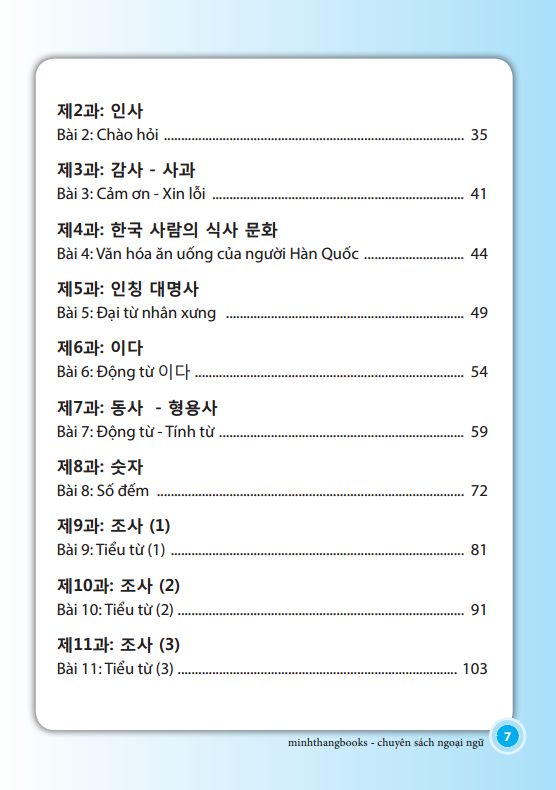 제2과: 인사
Bài 2: Chào hỏi ........................................................................................ 35
제3과: 감사 - 사과
Bài 3: Cảm ơn - Xin lỗi .......................................................................... 41
제4과: 한국 사람의 식사 문화
Bài 4: Văn hóa ăn uống của người Hàn Quốc ............................. 44
제5과: 인칭 대명사
Bài 5: Đại từ nhân xưng ...................................................................... 49
제6과: 이다
Bài 6: Động từ 이다 ............................................................................... 54
제7과: 동사 - 형용사
Bài 7: Động từ - Tính từ ........................................................................ 59
제8과: 숫자
Bài 8: Số đếm .......................................................................................... 72
제9과: 조사 (1)
Bài 9: Tiểu từ (1) ...................................................................................... 81
제10과: 조사 (2)
Bài 10: Tiểu từ (2) .................................................................................... 91
제11과: 조사 (3)
Bài 11: Tiểu từ (3) ................................................................................. 103
minhthangbooks - chuyên sách ngoại ngữ 7